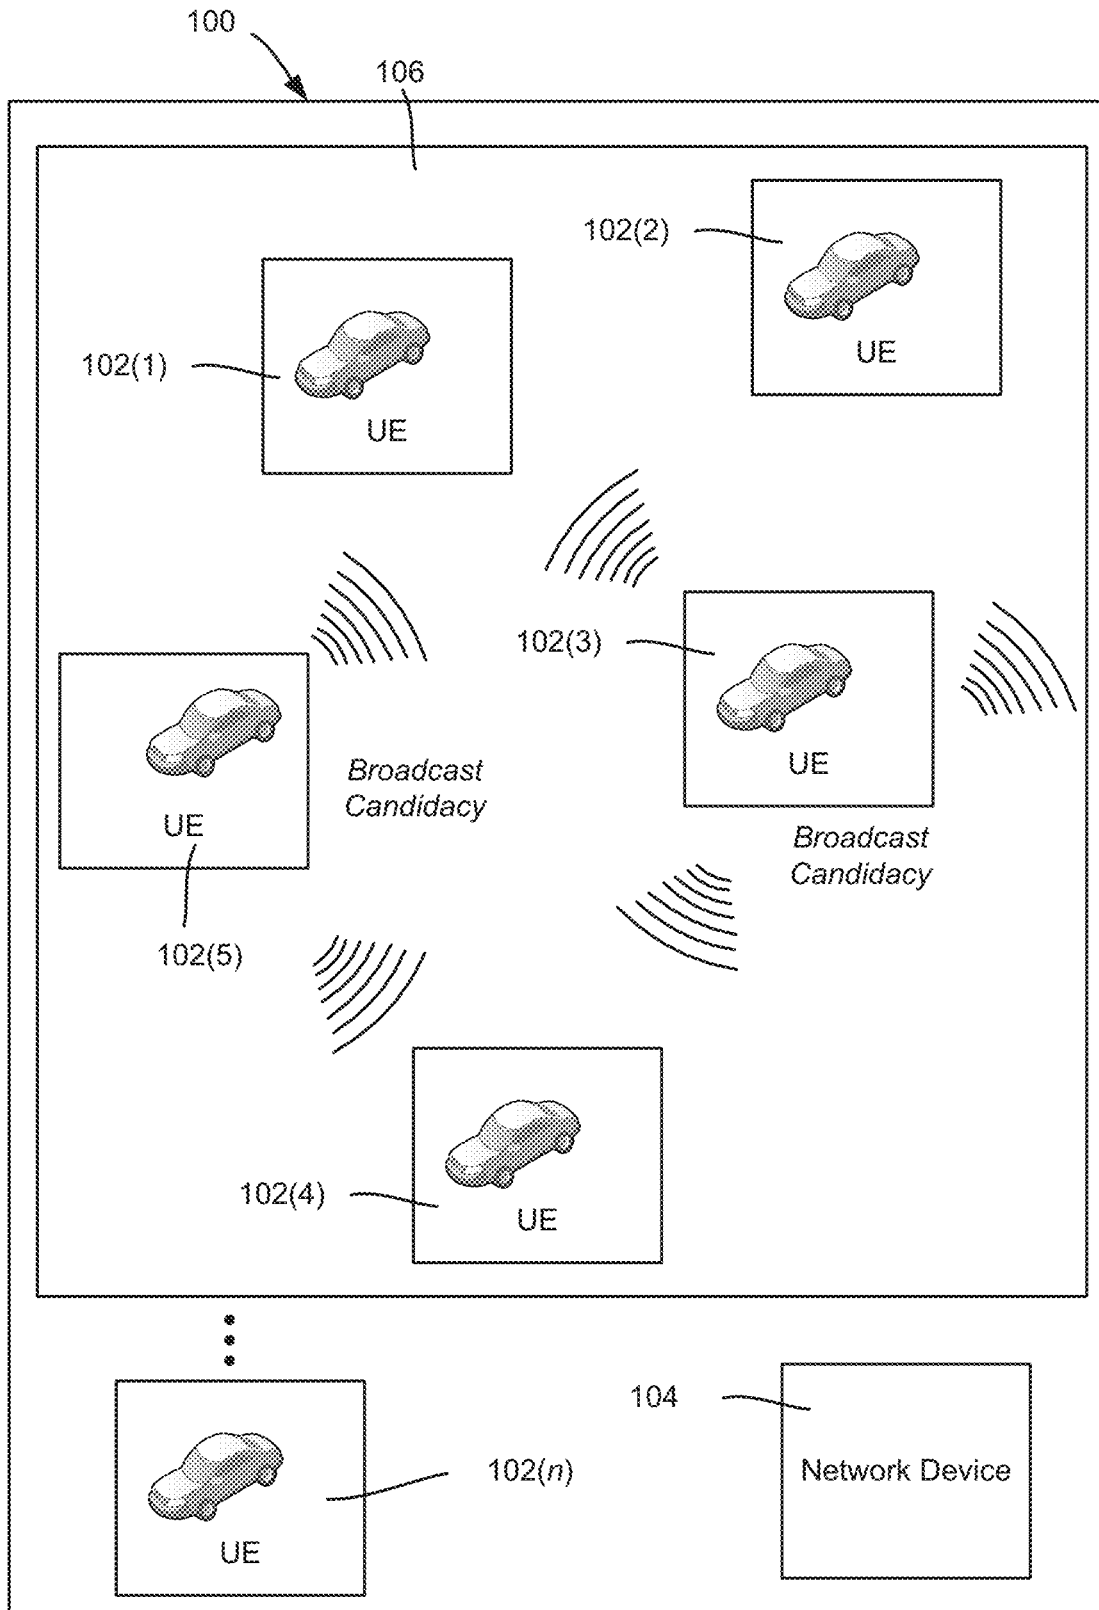 100
106
102(2)
UE
102(1)
UE
102(3)
UE
Broadcast
Candidacy
UE
Broadcast
Candidacy
102(5)
102(4)
UE
104
102(n)
Network Device
UE